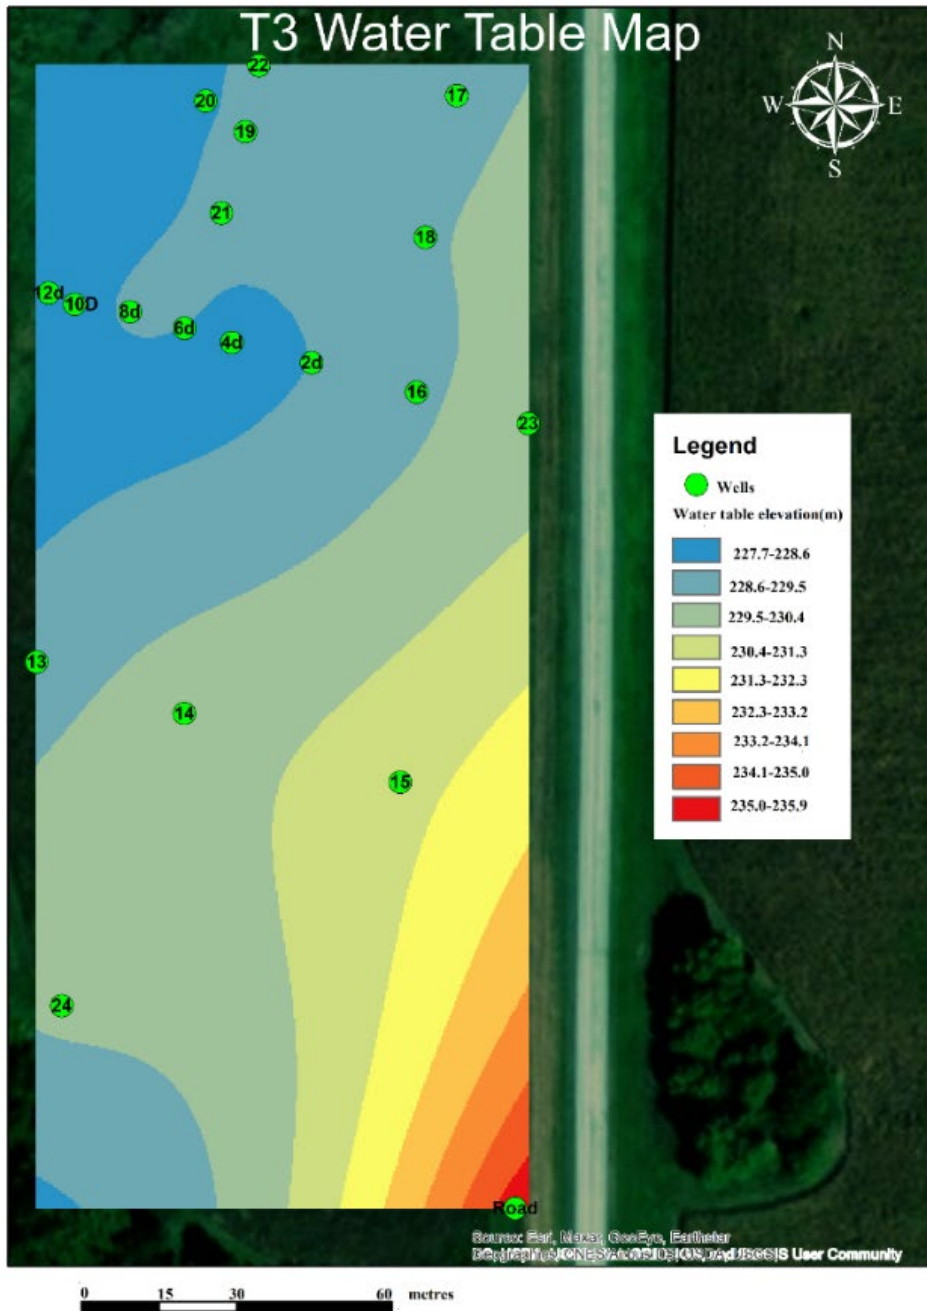 T3 Water Table Map
N
W E
S
22
20
17
19
21
18
12d
10D
8d
6d
4d
2d
16
23
13
14
15
24
Road
Legend
Wells
Water table elevation(m)
227.7-228.6
228.6-229.5
229.5-230.4
230.4-231.3
231.3-232.3
232.3-233.2
233.2-234.1
234.1-235.0
235.0-235.9
Source: Esri, Maxar, GeoEye, Earthstar
User Community
0 15 30 60 metres